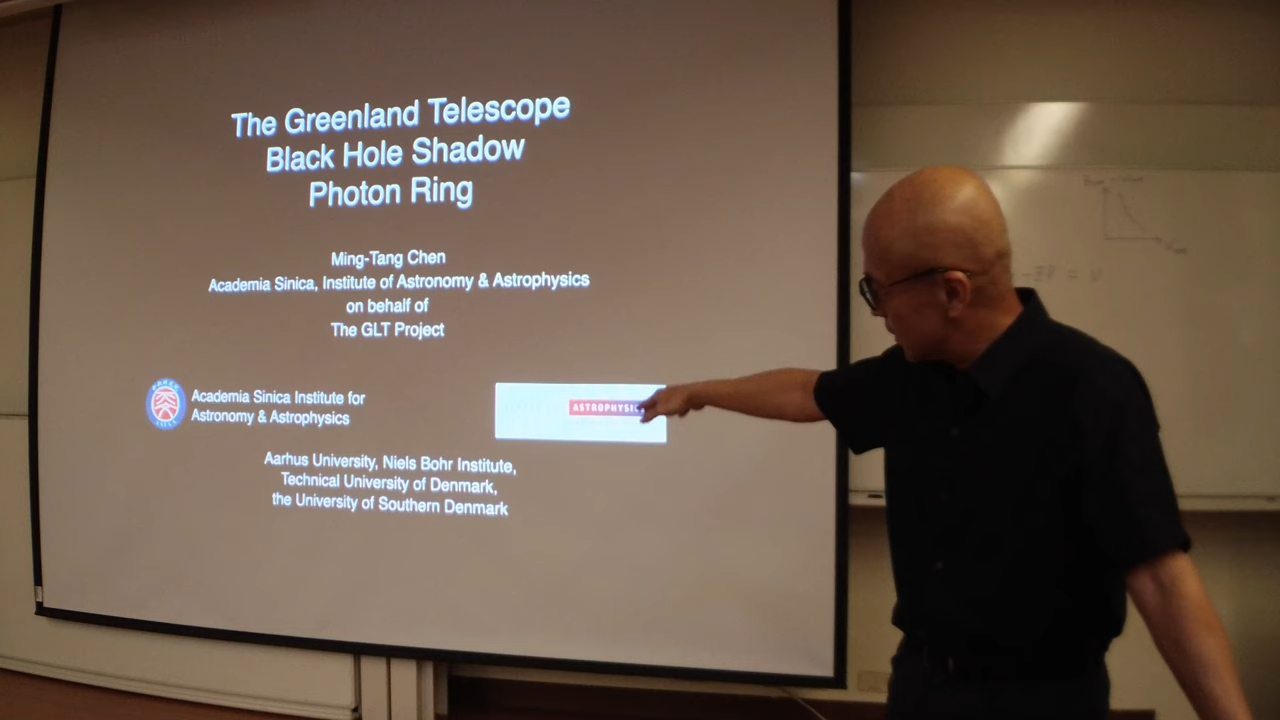 The Greenland Telescope
Black Hole Shadow
Photon Ring
Ming-Tang Chen
Academia Sinica, Institute of Astronomy & Astrophysics
on behalf of
The GLT Project
Academia Sinica Institute for
Astronomy & Astrophysics
ASTROPHYSIC
Aarhus University, Niels Bohr Institute,
Technical University of Denmark,
the University of Southern Denmark